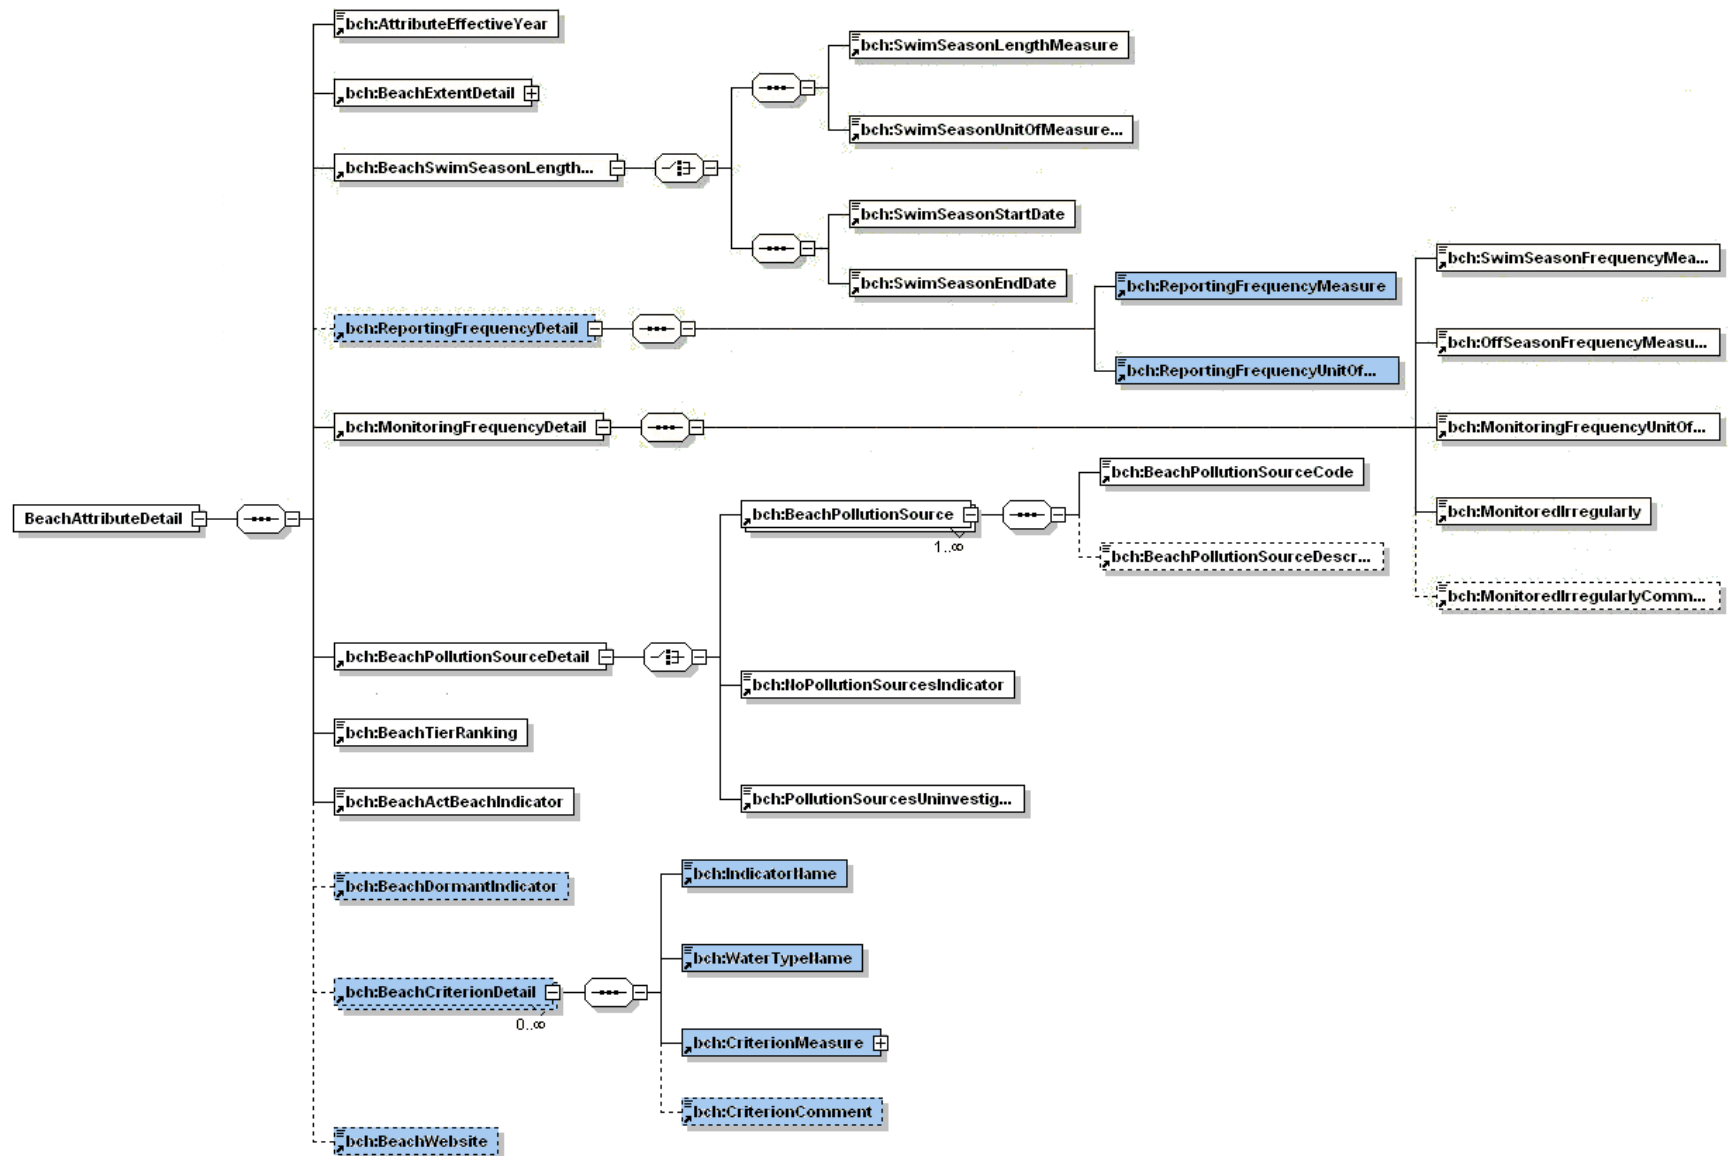 bch:AttributeEffectiveYear
bch:BeachExtentDetail
bch:BeachSwimSeasonLength...
bch:SwimSeasonLengthMeasure
bch:SwimSeasonUnitOfMeasure...
bch:SwimSeasonStartDate
bch:SwimSeasonEndDate
bch:ReportingFrequencyDetail
bch:ReportingFrequencyMeasure
bch:ReportingFrequencyUnitOf...
bch:MonitoringFrequencyDetail
bch:SwimSeasonFrequencyMea...
bch:OffSeasonFrequencyMeasu...
bch:MonitoringFrequencyUnitOf...
bch:MonitoredIrregularly
bch:MonitoredIrregularlyComm...
BeachAttributeDetail
bch:BeachPollutionSourceDetail
bch:BeachPollutionSource
1..∞
bch:BeachPollutionSourceCode
bch:BeachPollutionSourceDescr...
bch:NoPollutionSourcesIndicator
bch:PollutionSourcesUninvestig...
bch:BeachTierRanking
bch:BeachActBeachIndicator
bch:BeachDormantIndicator
bch:BeachCriterionDetail
0..∞
bch:IndicatorName
bch:WaterTypeName
bch:CriterionMeasure
bch:CriterionComment
bch:BeachWebsite